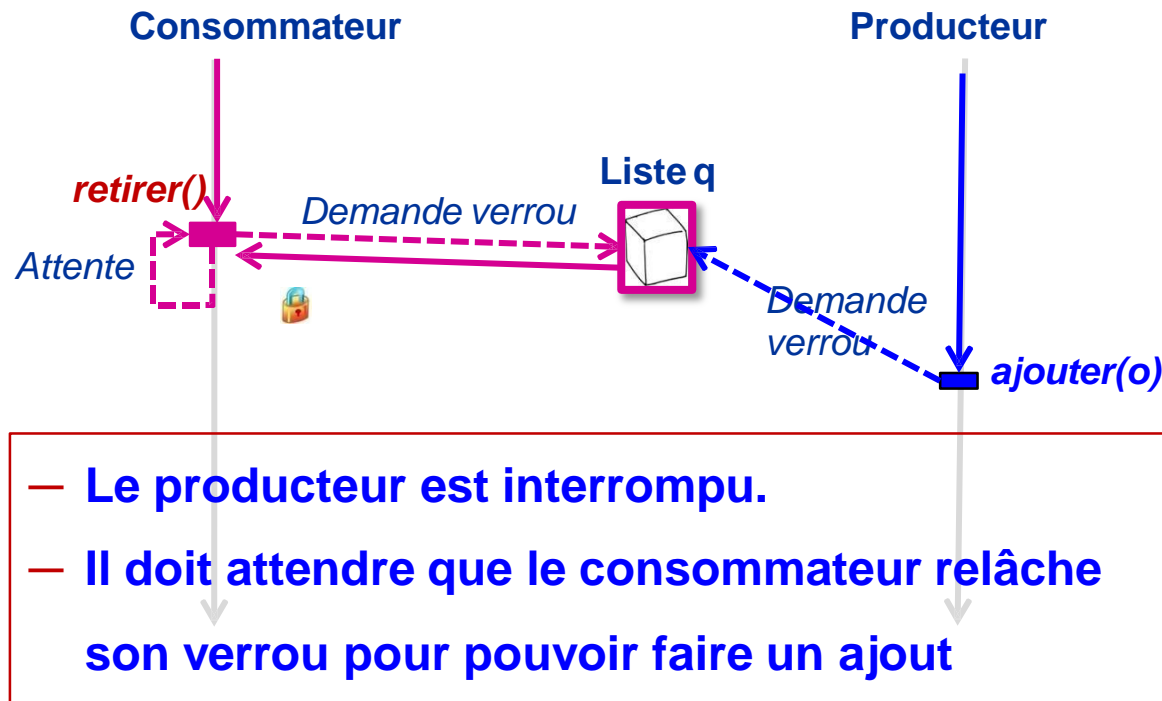 Consommateur
Producteur
Liste q
retirer()
Demande verrou
Attente
Demande
verrou
ajouter(o)
— Le producteur est interrompu.
— Il doit attendre que le consommateur relâche
son verrou pour pouvoir faire un ajout